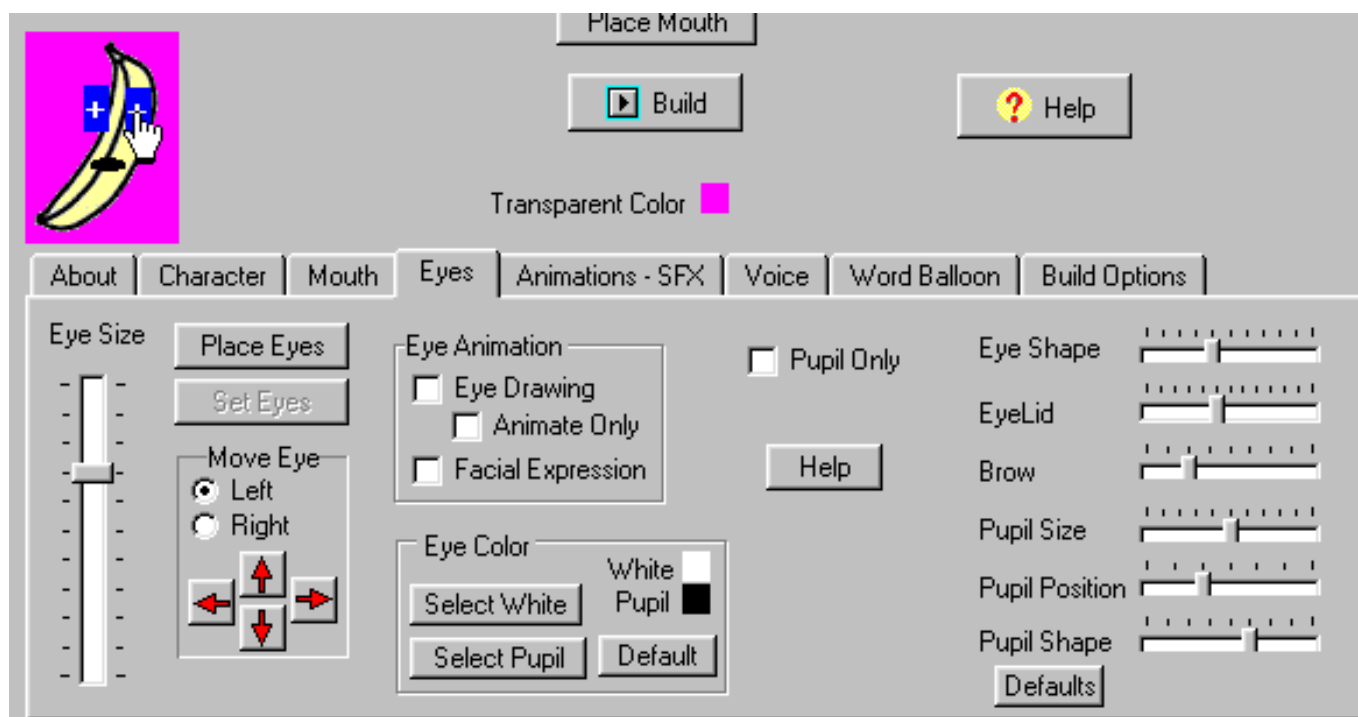 Place Mouth
Build
Help
Transparent Color
About Character Mouth Eyes Animations - SFX Voice Word Balloon Build Options
Eye Size
Place Eyes
Set Eyes
Move Eye
Left
Right
Eye Animation
Eye Drawing
Animate Only
Facial Expression
Eye Color
White
Select White
Pupil
Select Pupil
Default
Pupil Only
Help
Eye Shape
EyeLid
Brow
Pupil Size
Pupil Position
Pupil Shape
Defaults